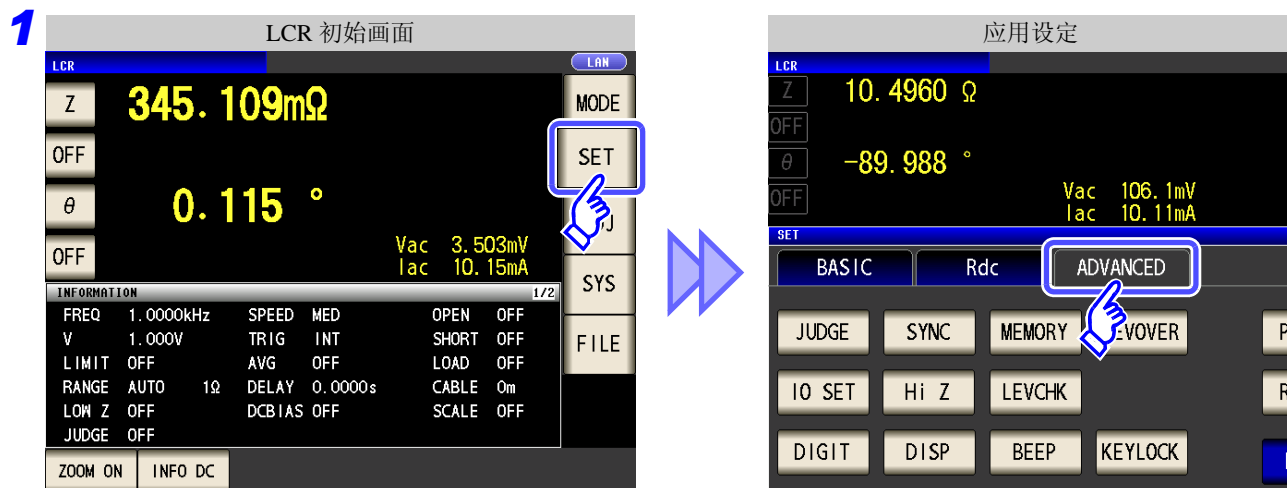 1
LCR 初始画面
LCR
LAN
Z 345.109mΩ
MODE
OFF
SET
θ 0.115 °
OFF
Vac 3.503mV
Iac 10.15mA
SYS
INFORMATION 1/2
FREQ 1.0000kHz SPEED MED OPEN OFF
V 1.000V TRIG INT SHORT OFF
FILE
LIMIT OFF AVG OFF LOAD OFF
RANGE AUTO 1Ω DELAY 0.0000s CABLE 0m
LOW Z OFF DCBIAS OFF SCALE OFF
JUDGE OFF
ZOOM ON INFO DC
应用设定
LCR
Z 10.4960 Ω
OFF
θ -89.988 °
OFF
Vac 106.1mV
Iac 10.11mA
SET
BASIC Rdc ADVANCED
JUDGE SYNC MEMORY
IO SET Hi Z LEVCHK
DIGIT DISP BEEP KEYLOCK